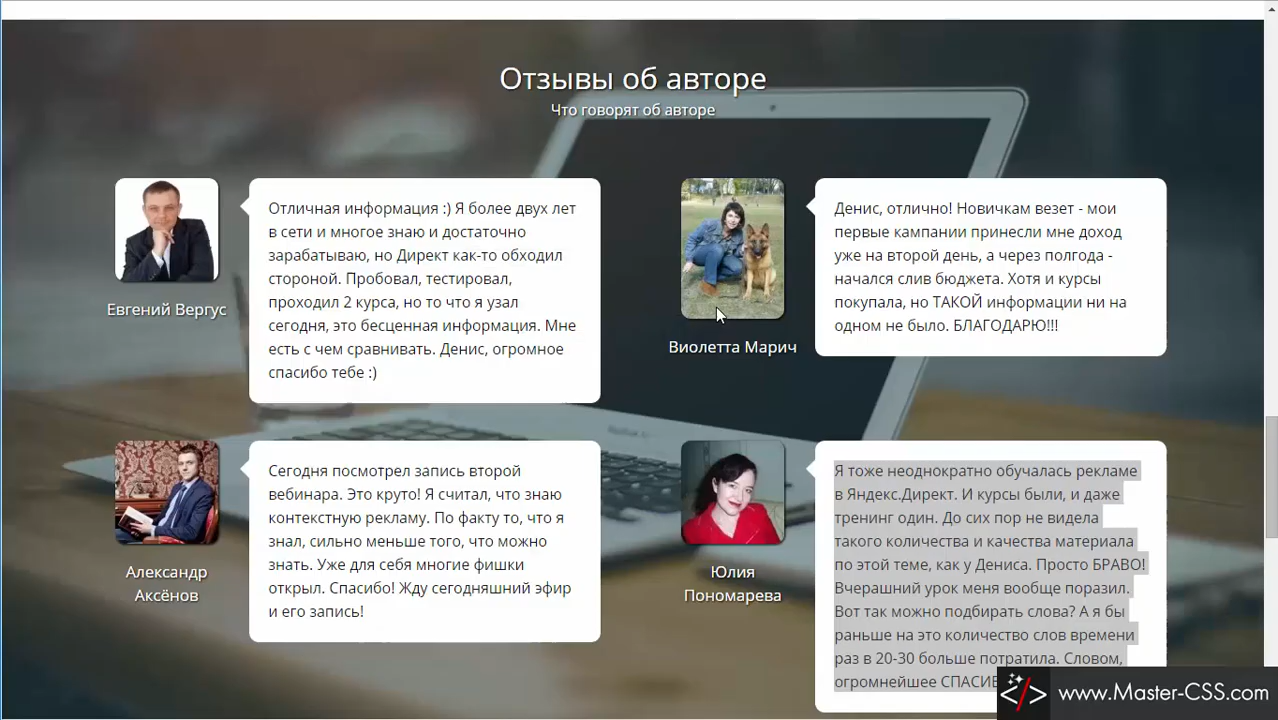 Отзывы об авторе
Что говорят об авторе
Отличная информация :) Я более двух лет
в сети и многое знаю и достаточно
зарабатываю, но Директ как-то обходил
стороной. Пробовал, тестировал,
проходил 2 курса, но то что я узал
сегодня, это бесценная информация. Мне
есть с чем сравнивать. Денис, огромное
спасибо тебе :)
Евгений Вергус
Денис, отлично! Новичкам везет - мои
первые кампании принесли мне доход
уже на второй день, а через полгода -
начался слив бюджета. Хотя и курсы
покупала, но ТАКОЙ информации ни на
одном не было. БЛАГОДАРЮ!!!
Виолетта Марич
Сегодня посмотрел запись второй
вебинара. Это круто! Я считал, что знаю
контекстную рекламу. По факту то, что я
знал, сильно меньше того, что можно
знать. Уже для себя многие фишки
открыл. Спасибо! Жду сегодняшний эфир
и его запись!
Александр
Аксёнов
Я тоже неоднократно обучалась рекламе
в Яндекс.Директ. И курсы были, и даже
тренинг один. До сих пор не видела
такого количества и качества материала
по этой теме, как у Дениса. Просто БРАВО!
Вчерашний урок меня вообще поразил.
Вот так можно подбирать слова? А я бы
раньше на это количество слов времени
раз в 20-30 больше потратила. Словом,
огромнейшее
Юлия
Пономарева
www.Master-CSS.com